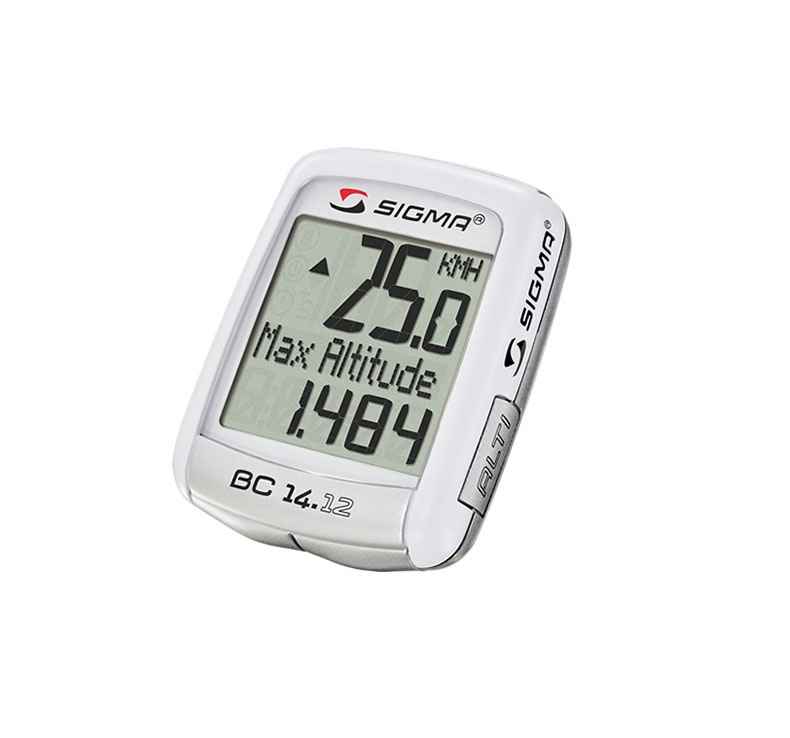 SIGMA®
KMH
25.0
Max Altitude
1.484
BC 14.12
SIGMA®
ALTI